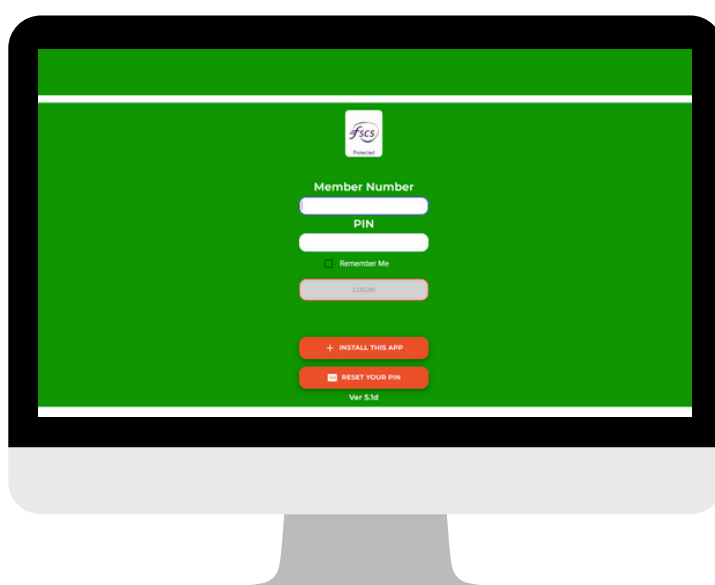 fscs
Protected
Member Number
PIN
Remember Me
LOGIN
INSTALL THIS APP
RESET YOUR PIN
Ver 5.1d